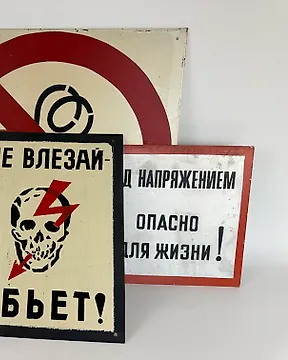 Е ВЛЕЗАЙ-
БЬЕТ!
Д НАПРЯЖЕНИЕМ
ОПАСНО
ДЛЯ ЖИЗНИ!